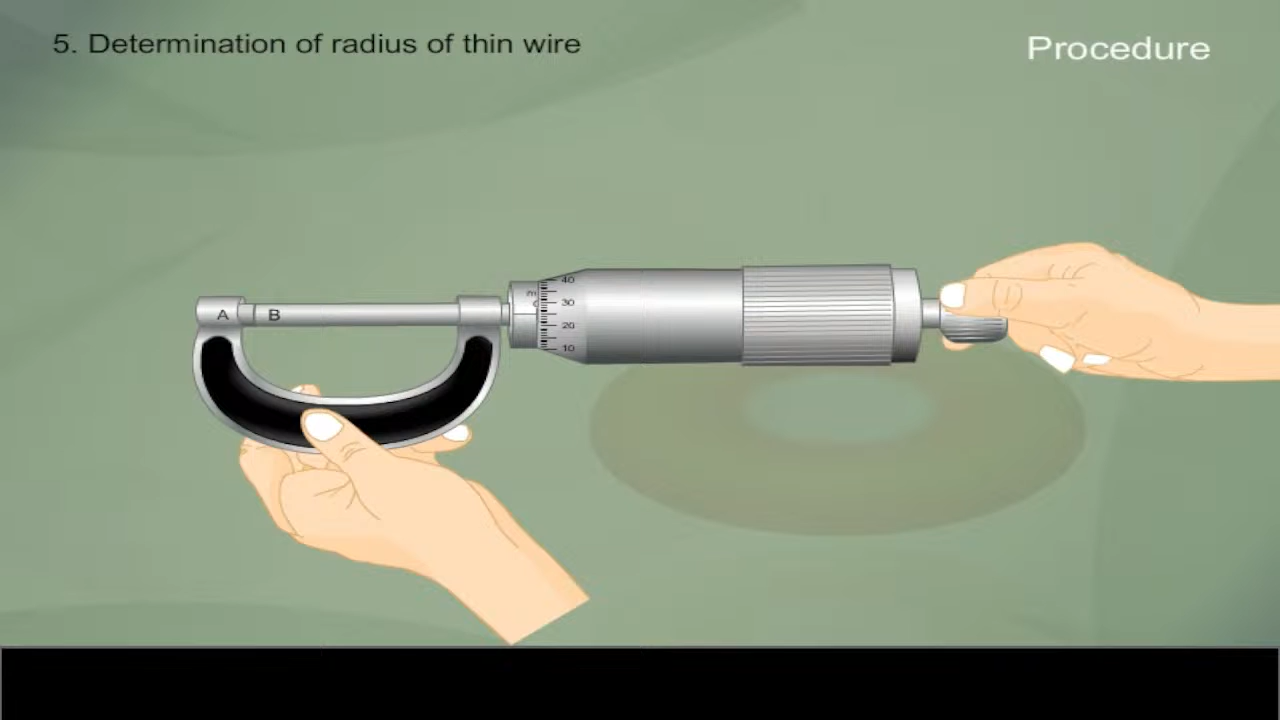 5. Determination of radius of thin wire
Procedure
A B
m
40
30
20
10